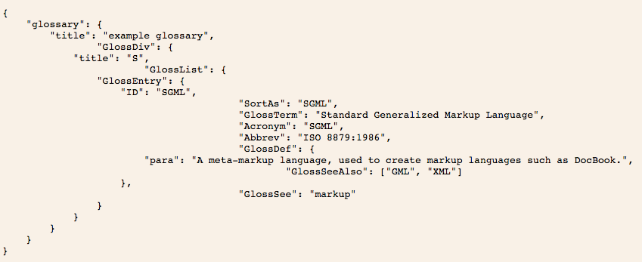 {
    "glossary": {
        "title": "example glossary",
		"GlossDiv": {
            "title": "S",
			"GlossList": {
                "GlossEntry": {
                    "ID": "SGML",
					"SortAs": "SGML",
					"GlossTerm": "Standard Generalized Markup Language",
					"Acronym": "SGML",
					"Abbrev": "ISO 8879:1986",
					"GlossDef": {
                        "para": "A meta-markup language, used to create markup languages such as DocBook.",
						"GlossSeeAlso": ["GML", "XML"]
                    },
					"GlossSee": "markup"
                }
            }
        }
    }
}